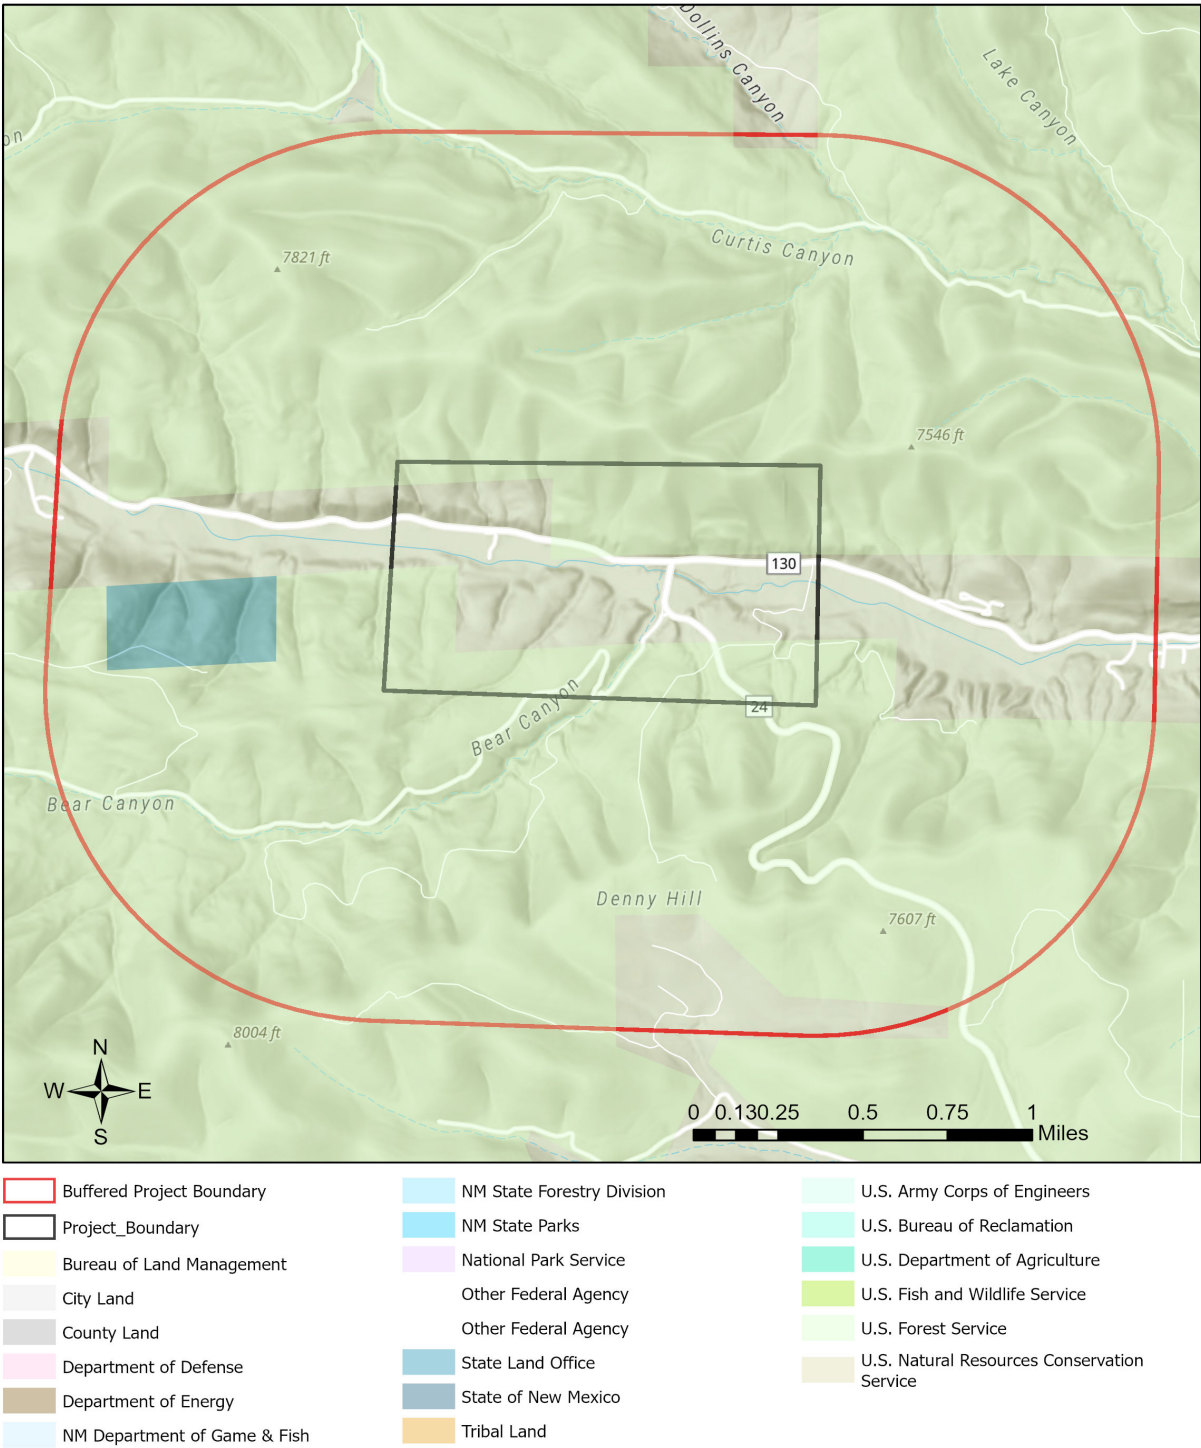 Dollins Canyon
Lake Canyon
on
Curtis Canyon
7821 ft
7546 ft
130
24
Bear Canyon
Bear Canyon
Denny Hill
7607 ft
8004 ft
N
W E
S
0 0.130.25 0.5 0.75 1
Miles
Buffered Project Boundary
Project_Boundary
Bureau of Land Management
City Land
County Land
Department of Defense
Department of Energy
NM Department of Game & Fish
NM State Forestry Division
NM State Parks
National Park Service
Other Federal Agency
Other Federal Agency
State Land Office
State of New Mexico
Tribal Land
U.S. Army Corps of Engineers
U.S. Bureau of Reclamation
U.S. Department of Agriculture
U.S. Fish and Wildlife Service
U.S. Forest Service
U.S. Natural Resources Conservation
Service